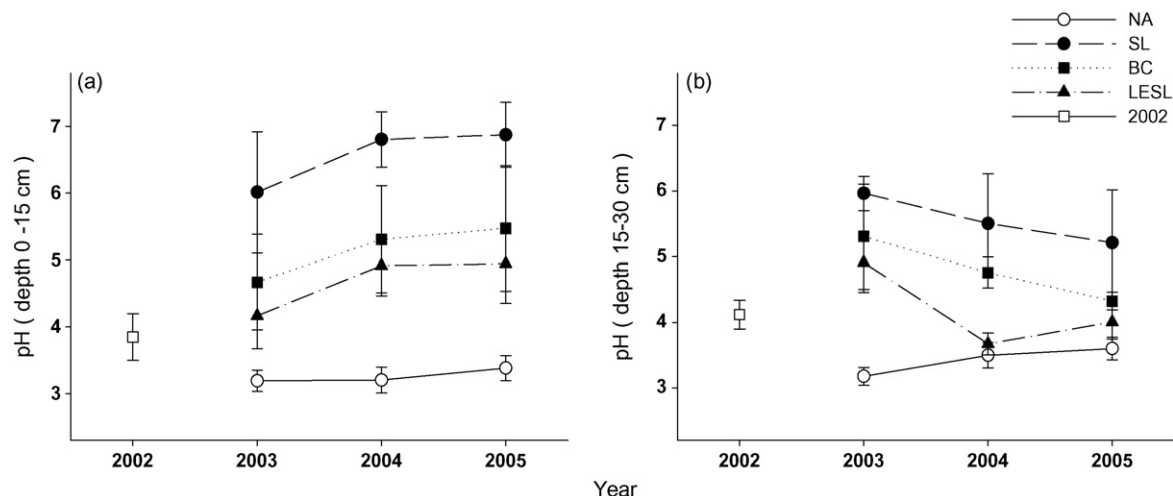 NA
SL
BC
LESL
2002
(a)
pH ( depth 0 -15 cm )
7
6
5
4
3
2002 2003 2004 2005
(b)
pH ( depth 15-30 cm )
7
6
5
4
3
2002 2003 2004 2005
Year